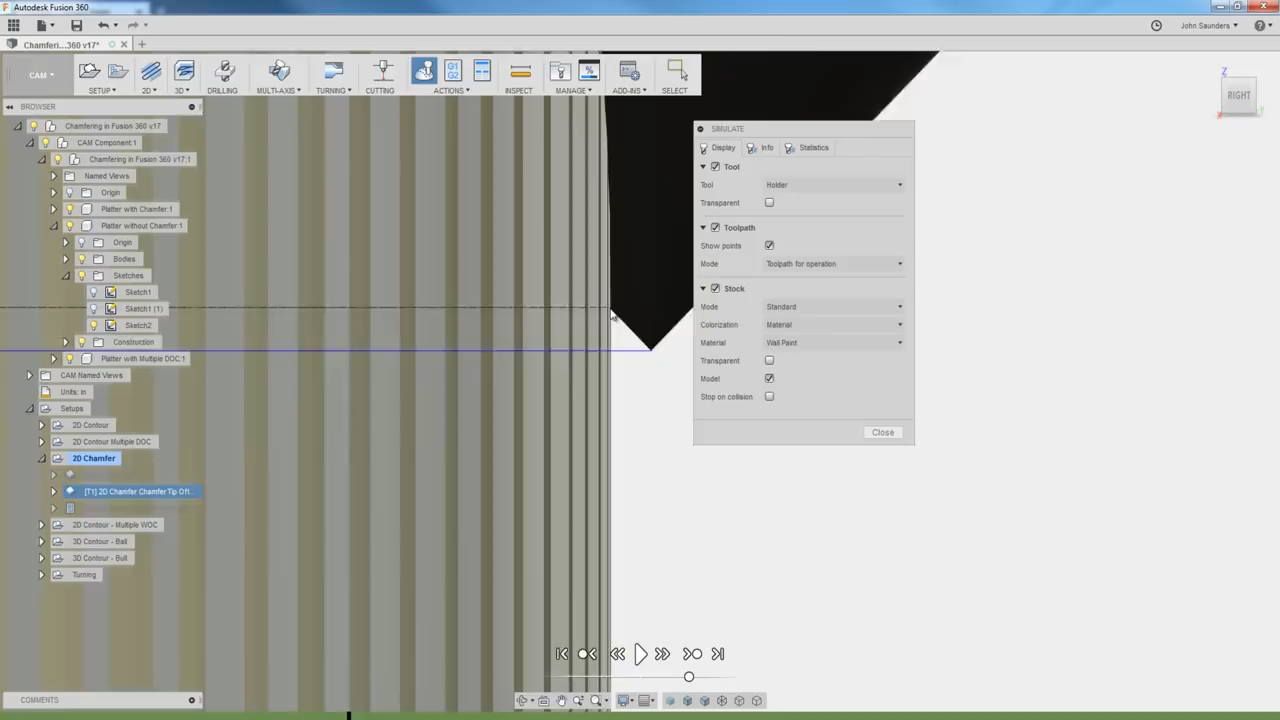 Autodesk Fusion 360
John Saunders
Chamferi...360 v17*
CAM
SETUP
2D
3D
DRILLING
MULTI-AXIS
TURNING
CUTTING
G1
G2
ACTIONS
INSPECT
%
MANAGE
ADD-INS
SELECT
BROWSER
Chamfering in Fusion 360 v17
CAM Component:1
Chamfering in Fusion 360 v17:1
Named Views
Origin
Platter with Chamfer:1
Platter without Chamfer:1
Origin
Bodies
Sketches
Sketch1
Sketch1 (1)
Sketch2
Construction
Platter with Multiple DOC:1
CAM Named Views
Units: in
Setups
2D Contour
2D Contour Multiple DOC
2D Chamfer
[T1] 2D Chamfer Chamfer Tip Off...
2D Contour - Multiple WOC
3D Contour - Ball
3D Contour - Bull
Turning
COMMENTS
SIMULATE
Display Info Statistics
Tool
Tool Holder
Transparent
Toolpath
Show points
Mode Toolpath for operation
Stock
Mode Standard
Colorization Material
Material Wall Paint
Transparent
Model
Stop on collision
Close
Z
RIGHT
X
Y